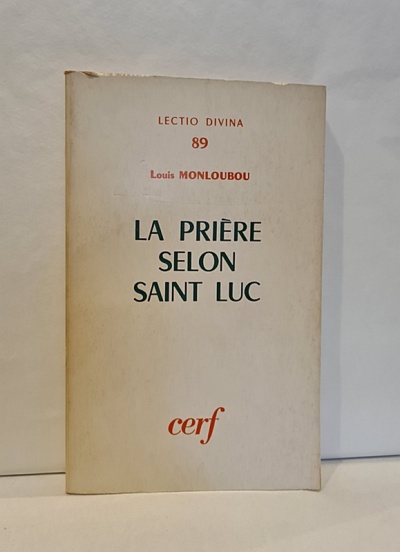 LECTIO DIVINA
89
Louis MONLOUBOU
LA PRIÈRE
SELON
SAINT LUC
cerf